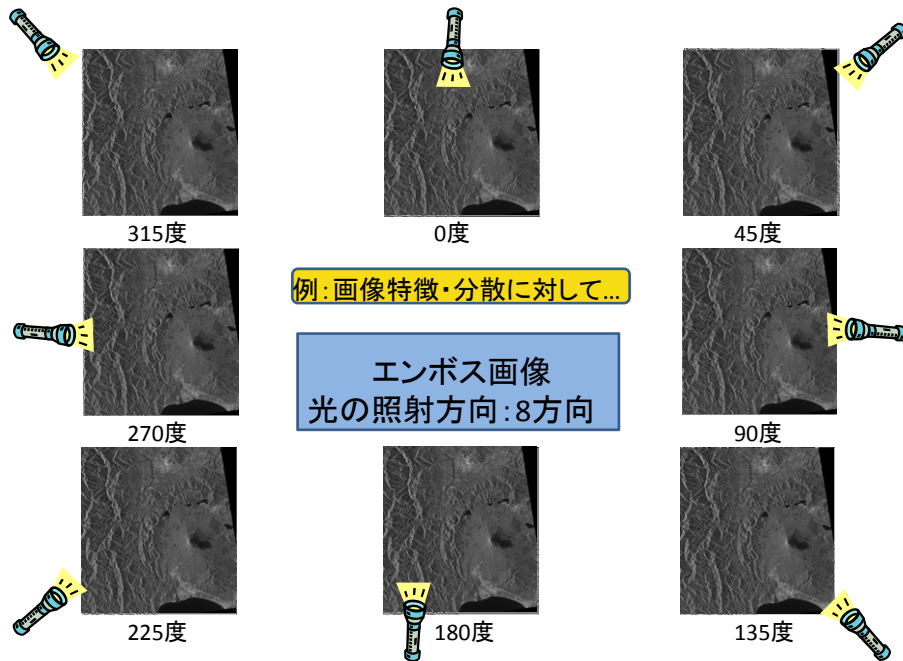 315度
0度
45度
例:画像特徴・分散に対して…
エンボス画像
光の照射方向:8方向
270度
90度
225度
180度
135度